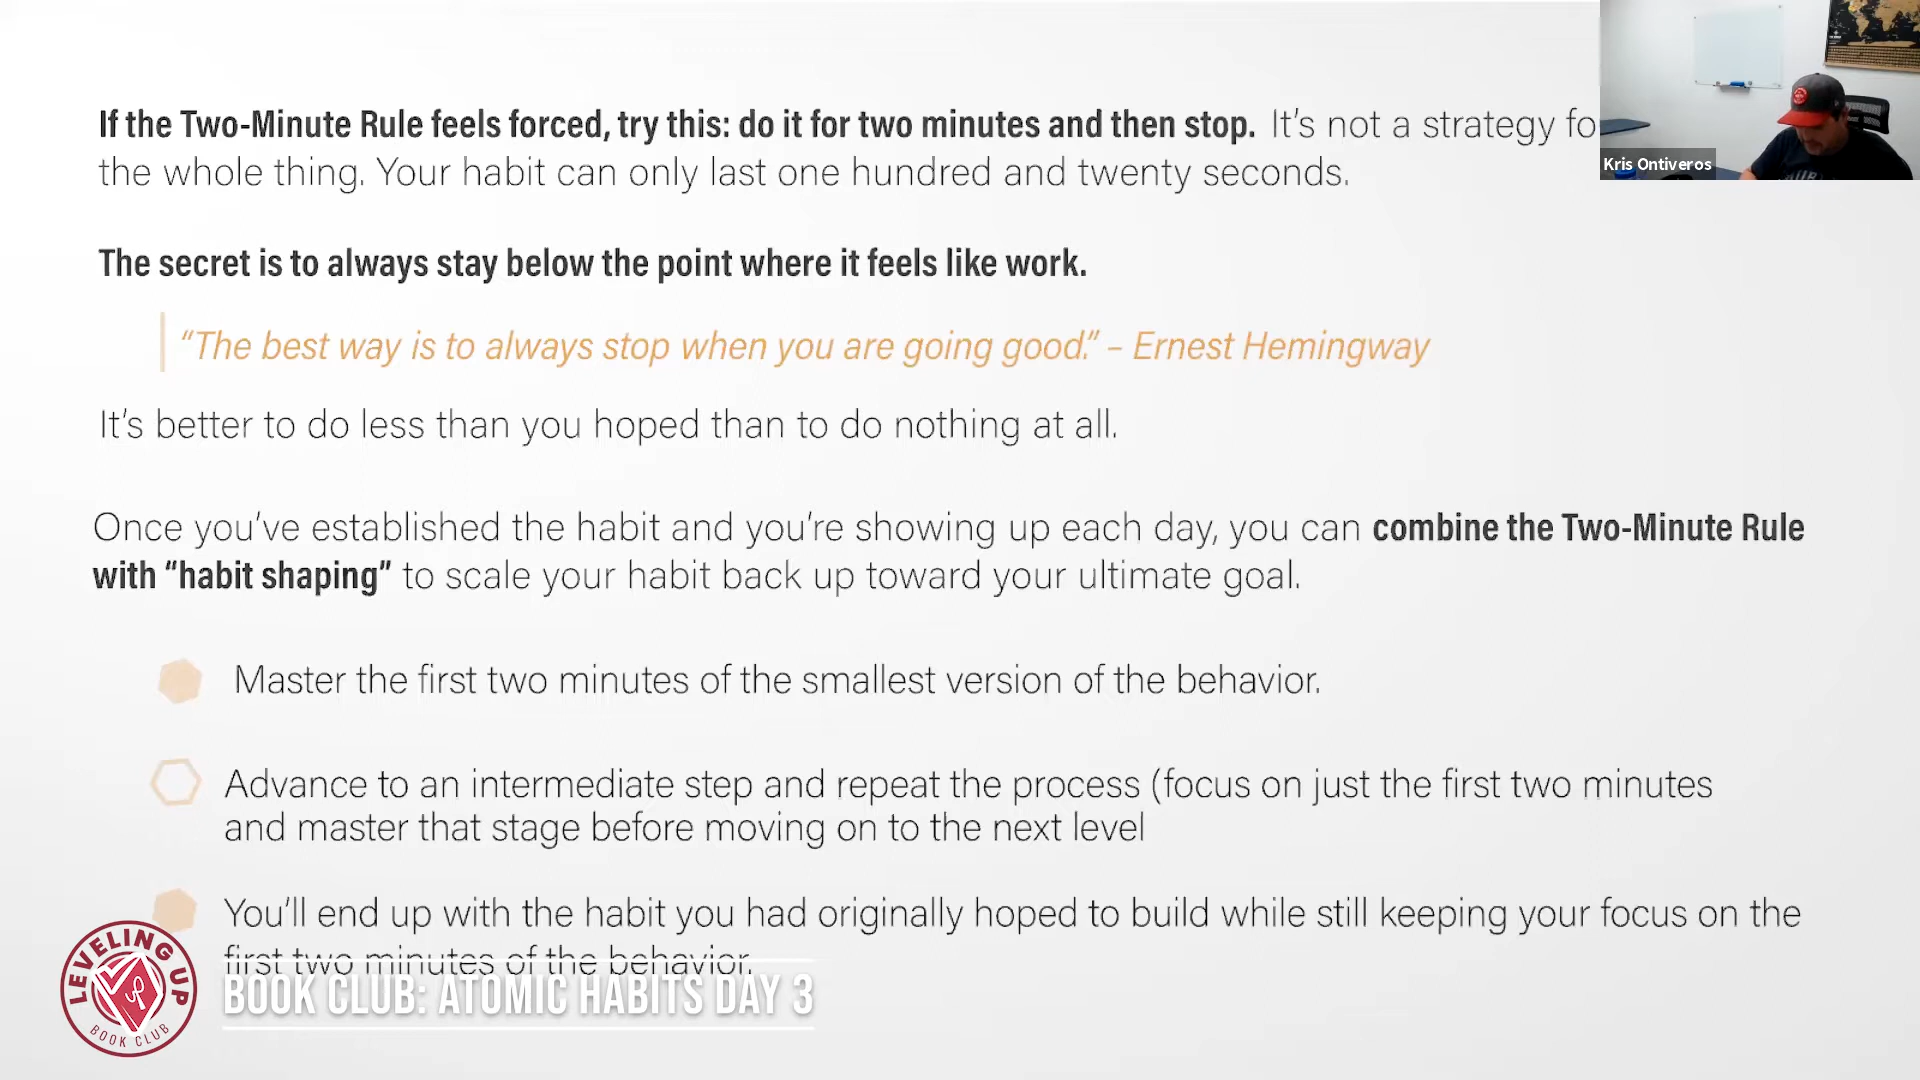 If the Two-Minute Rule feels forced, try this: do it for two minutes and then stop. It's not a strategy fo
the whole thing. Your habit can only last one hundred and twenty seconds.
Kris Ontiveros
The secret is to always stay below the point where it feels like work.
“The best way is to always stop when you are going good.” – Ernest Hemingway
It's better to do less than you hoped than to do nothing at all.
Once you've established the habit and you're showing up each day, you can combine the Two-Minute Rule
with “habit shaping” to scale your habit back up toward your ultimate goal.
Master the first two minutes of the smallest version of the behavior.
Advance to an intermediate step and repeat the process (focus on just the first two minutes
and master that stage before moving on to the next level
You'll end up with the habit you had originally hoped to build while still keeping your focus on the
first two minutes of the behavior.
LEVELING UP
BOOK CLUB
BOOK CLUB: ATOMIC HABITS DAY 3